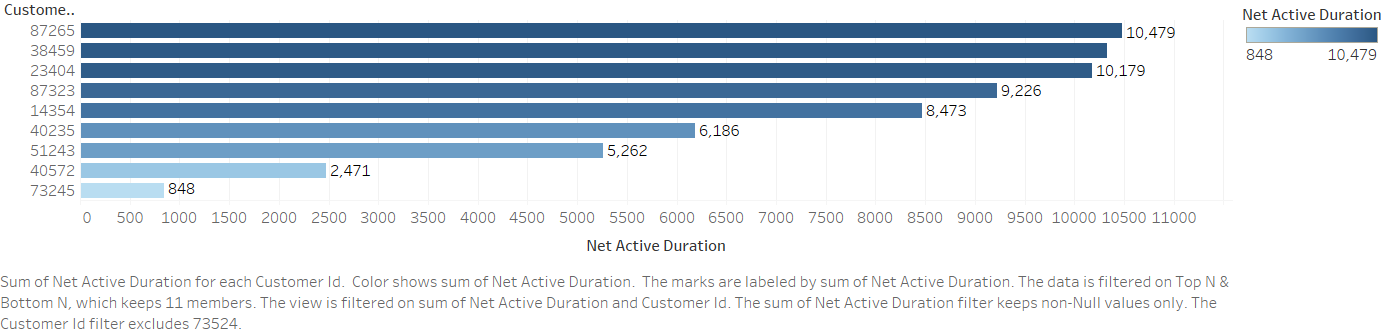 Custome..
Net Active Duration
848 10,479
87265 10,479
38459
23404 10,179
87323 9,226
14354 8,473
40235 6,186
51243 5,262
40572 2,471
73245 848
0 500 1000 1500 2000 2500 3000 3500 4000 4500 5000 5500 6000 6500 7000 7500 8000 8500 9000 9500 10000 10500 11000
Net Active Duration
Sum of Net Active Duration for each Customer Id. Color shows sum of Net Active Duration. The marks are labeled by sum of Net Active Duration. The data is filtered on Top N &
Bottom N, which keeps 11 members. The view is filtered on sum of Net Active Duration and Customer Id. The sum of Net Active Duration filter keeps non-Null values only. The
Customer Id filter excludes 73524.